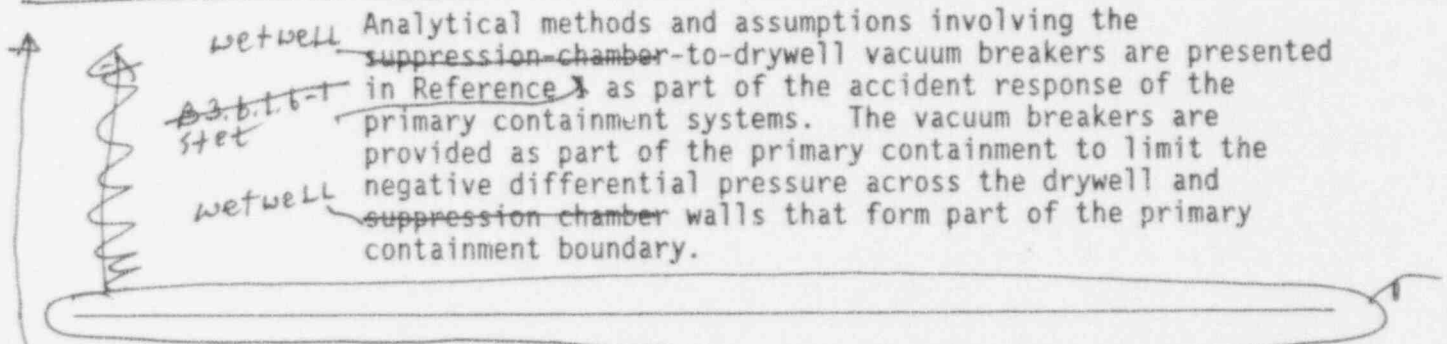 wetwell Analytical methods and assumptions involving the
suppression-chamber-to-drywell vacuum breakers are presented
B3.6.1.6-1 in Reference 1 as part of the accident response of the
stet primary containment systems. The vacuum breakers are
provided as part of the primary containment to limit the
wetwell negative differential pressure across the drywell and
suppression chamber walls that form part of the primary
containment boundary.